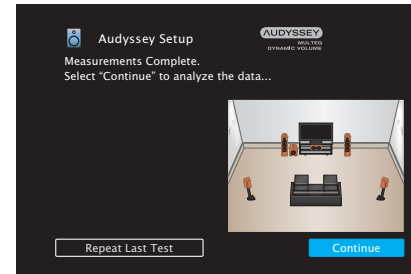 Audyssey Setup
AUDYSSEY
MULTEQ
DYNAMIC VOLUME
Measurements Complete.
Select “Continue” to analyze the data...
Repeat Last Test
Continue